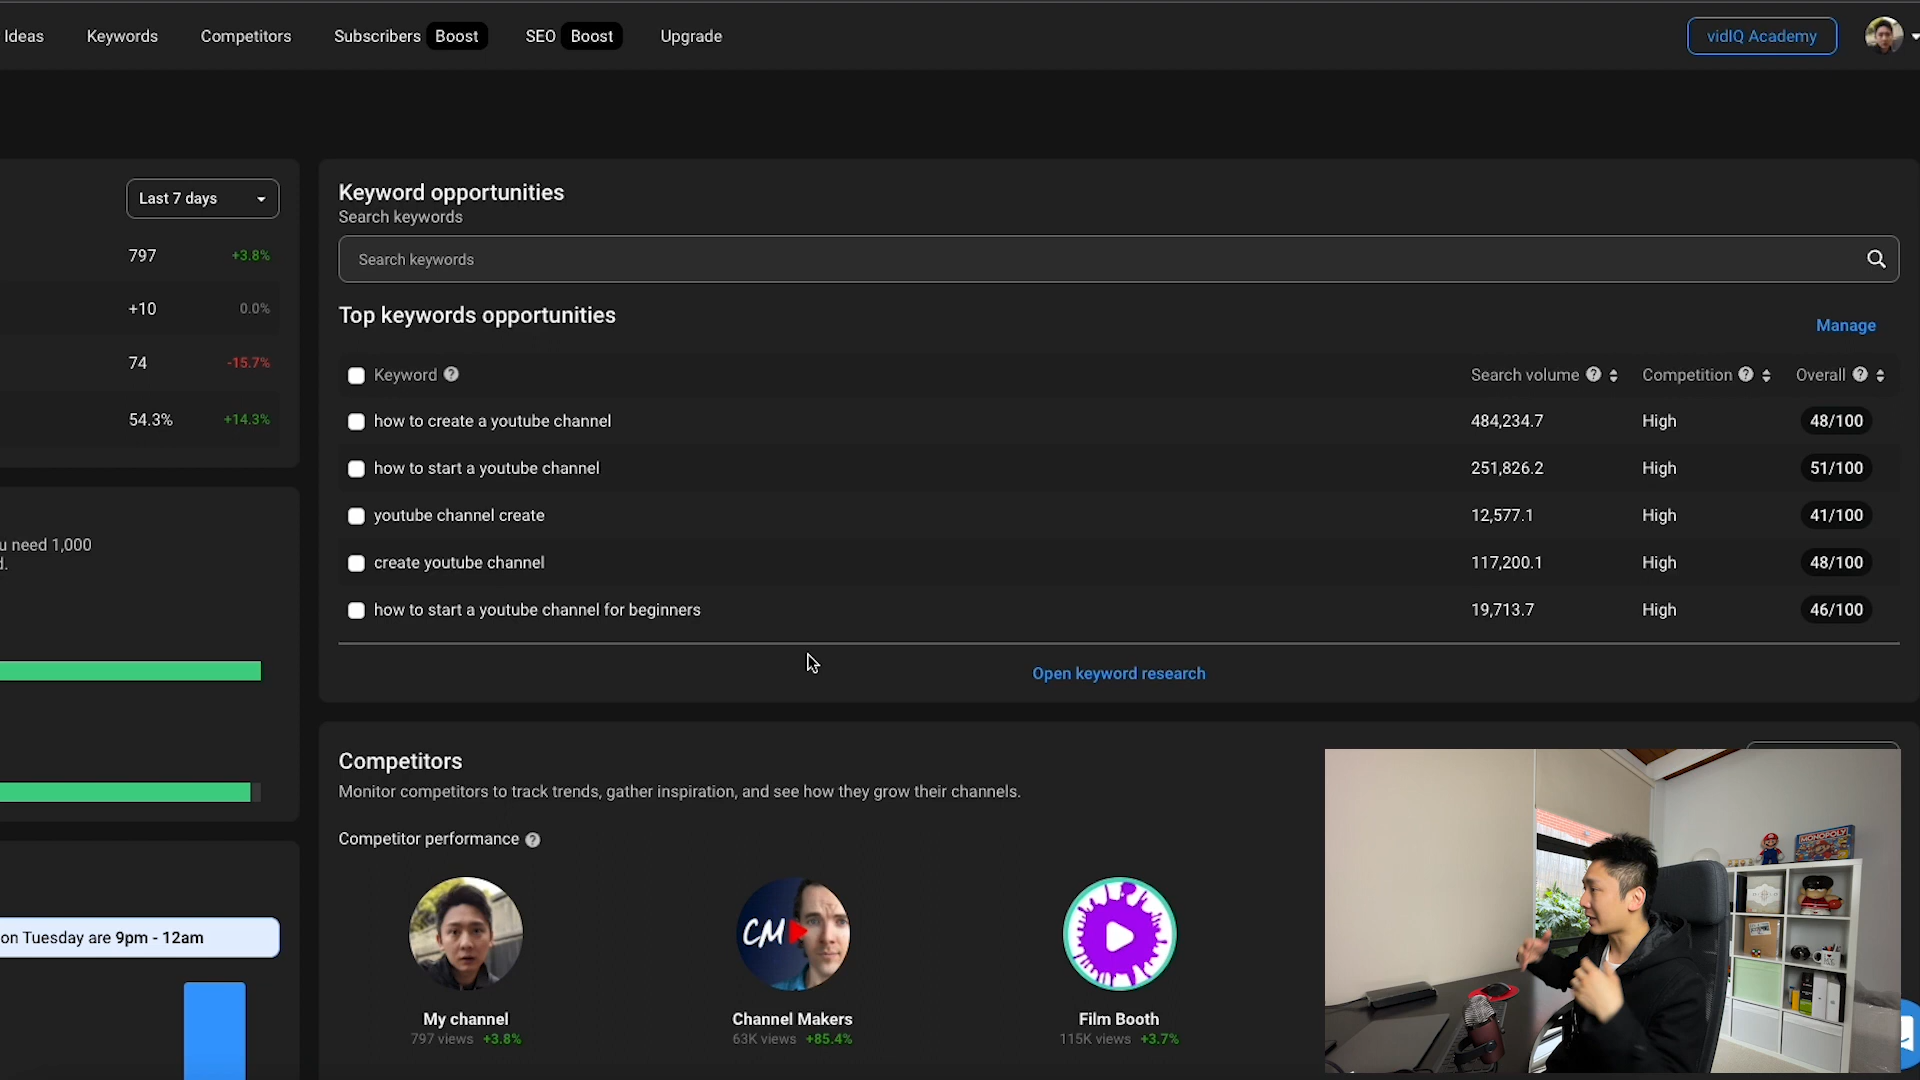 Ideas
Keywords
Competitors
Subscribers Boost
SEO Boost
Upgrade
vidIQ Academy
Last 7 days
797 +3.8%
+10 0.0%
74 -15.7%
54.3% +14.3%
u need 1,000
d.
on Tuesday are 9pm - 12am
Keyword opportunities
Search keywords
Search keywords
Top keywords opportunities
Manage
Keyword ? Search volume ? Competition ? Overall ?
how to create a youtube channel 484,234.7 High 48/100
how to start a youtube channel 251,826.2 High 51/100
youtube channel create 12,577.1 High 41/100
create youtube channel 117,200.1 High 48/100
how to start a youtube channel for beginners 19,713.7 High 46/100
Open keyword research
Competitors
Monitor competitors to track trends, gather inspiration, and see how they grow their channels.
Competitor performance ?
CM
My channel
797 views +3.8%
Channel Makers
63K views +85.4%
Film Booth
115K views +3.7%
MONOPOLY